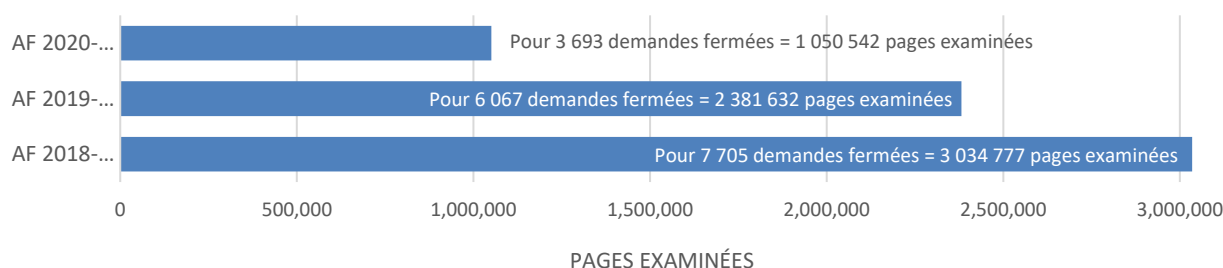 AF 2020-...
Pour 3 693 demandes fermées = 1 050 542 pages examinées
AF 2019-...
Pour 6 067 demandes fermées = 2 381 632 pages examinées
AF 2018-...
Pour 7 705 demandes fermées = 3 034 777 pages examinées
0 500,000 1,000,000 1,500,000 2,000,000 2,500,000 3,000,000
PAGES EXAMINÉES